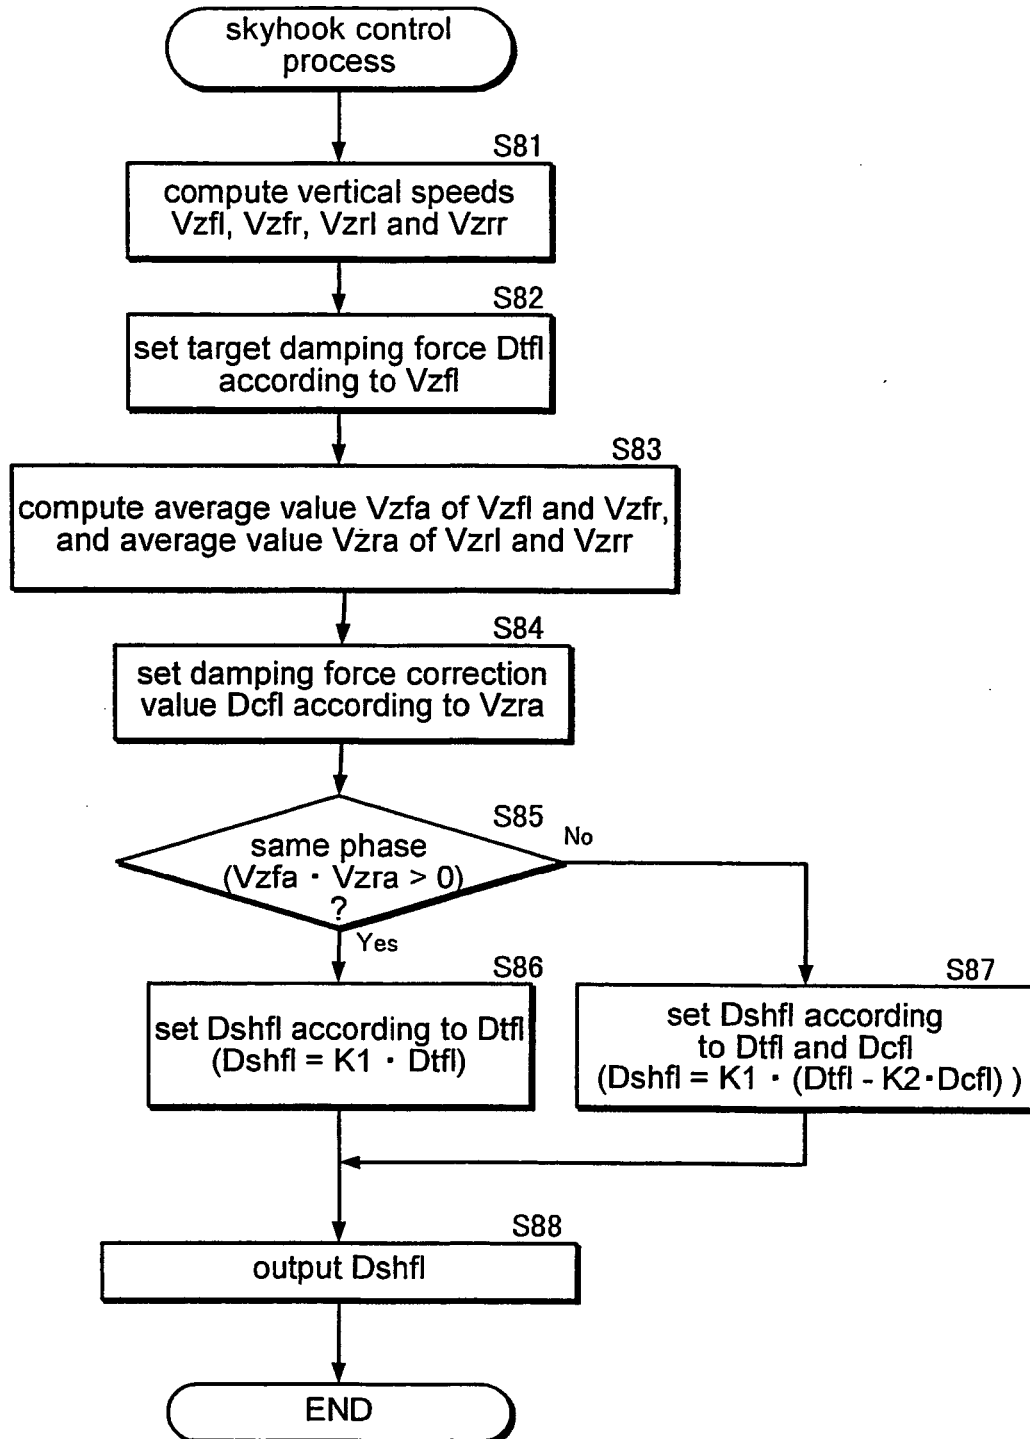 skyhook control
process
S81
compute vertical speeds
Vzfl, Vzfr, Vzrl and Vzrr
S82
set target damping force Dtfl
according to Vzfl
S83
compute average value Vzfa of Vzfl and Vzfr,
and average value Vzra of Vzrl and Vzrr
S84
set damping force correction
value Dcfl according to Vzra
S85
same phase
(Vzfa · Vzra > 0)
?
No
Yes
S86
set Dshfl according to Dtfl
(Dshfl = K1 · Dtfl)
S87
set Dshfl according
to Dtfl and Dcfl
(Dshfl = K1 · (Dtfl - K2·Dcfl) )
S88
output Dshfl
END